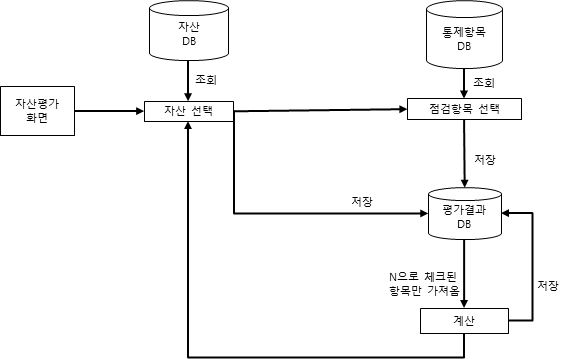 자산
DB
통제항목
DB
조회
조회
자산평가
화면
자산 선택
점검항목 선택
저장
저장
평가결과
DB
N으로 체크된
항목만 가져옴
저장
계산